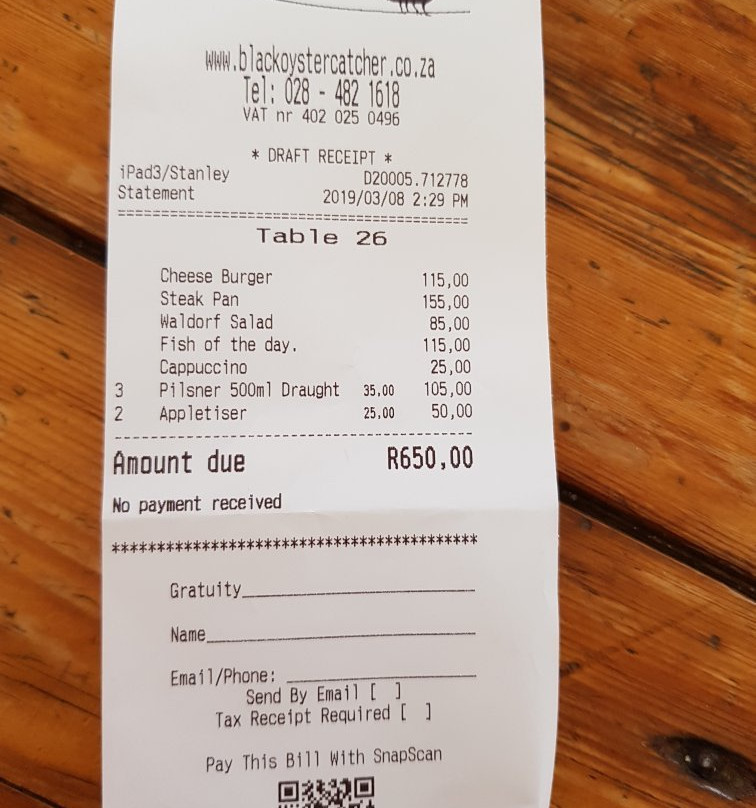 www.blackoystercatcher.co.za
Tel: 028 - 482 1618
VAT nr 402 025 0496
* DRAFT RECEIPT *
iPad3/Stanley D20005.712778
Statement 2019/03/08 2:29 PM
==========================================
Table 26
Cheese Burger 115,00
Steak Pan 155,00
Waldorf Salad 85,00
Fish of the day. 115,00
Cappuccino 25,00
3 Pilsner 500ml Draught 35,00 105,00
2 Appletiser 25,00 50,00
------------------------------------------
Amount due R650,00
No payment received
******************************************
Gratuity
Name
Email/Phone:
Send By Email [ ]
Tax Receipt Required [ ]
Pay This Bill With SnapScan